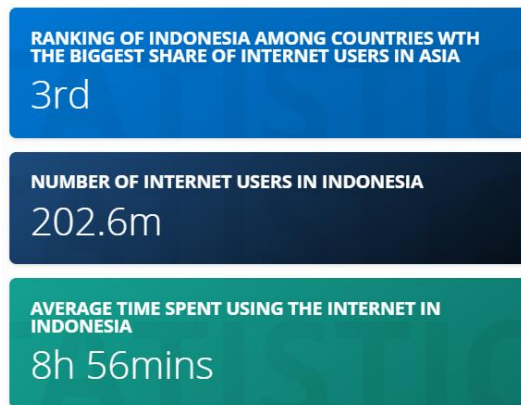 RANKING OF INDONESIA AMONG COUNTRIES WTH
THE BIGGEST SHARE OF INTERNET USERS IN ASIA
3rd
NUMBER OF INTERNET USERS IN INDONESIA
202.6m
AVERAGE TIME SPENT USING THE INTERNET IN
INDONESIA
8h 56mins